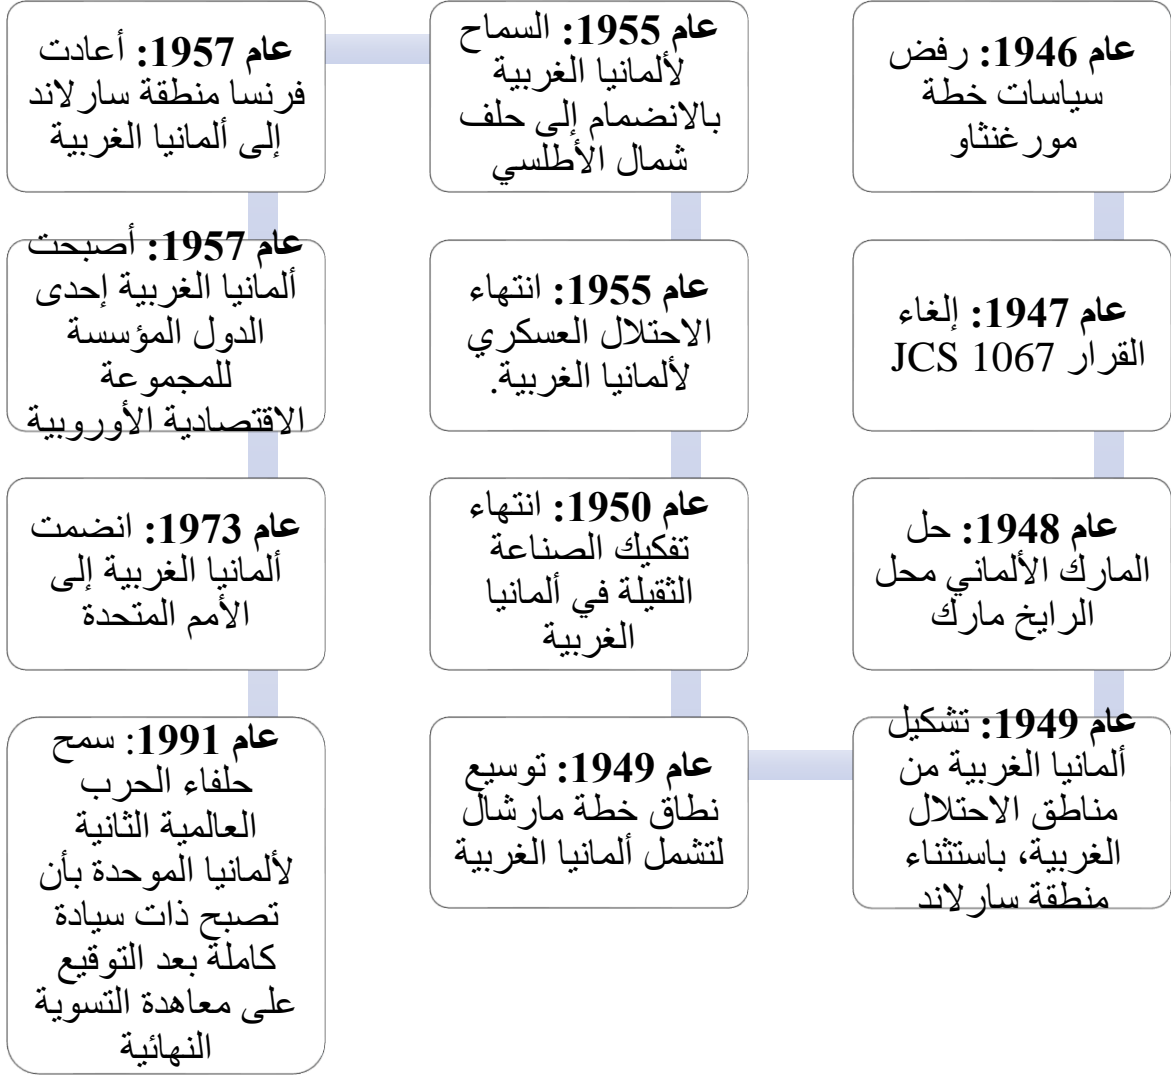 عام 1946: رفض
سياسات خطة
مورغنثاو
عام 1947: إلغاء
القرار JCS 1067
عام 1948: حل
المارك الألماني محل
الرايخ مارك
عام 1949: تشكيل
ألمانيا الغربية من
مناطق الاحتلال
الغربية، باستثناء
منطقة سارلاند
عام 1949: توسيع
نطاق خطة مارشال
لتشمل ألمانيا الغربية
عام 1950: انتهاء
تفكيك الصناعة
الثقيلة في ألمانيا
الغربية
عام 1955: انتهاء
الاحتلال العسكري
لألمانيا الغربية.
عام 1955: السماح
لألمانيا الغربية
بالانضمام إلى حلف
شمال الأطلسي
عام 1957: أعادت
فرنسا منطقة سارلاند
إلى ألمانيا الغربية
عام 1957: أصبحت
ألمانيا الغربية إحدى
الدول المؤسسة
للمجموعة
الاقتصادية الأوروبية
عام 1973: انضمت
ألمانيا الغربية إلى
الأمم المتحدة
عام 1991: سمح
حلفاء الحرب
العالمية الثانية
لألمانيا الموحدة بأن
تصبح ذات سيادة
كاملة بعد التوقيع
على معاهدة التسوية
النهائية